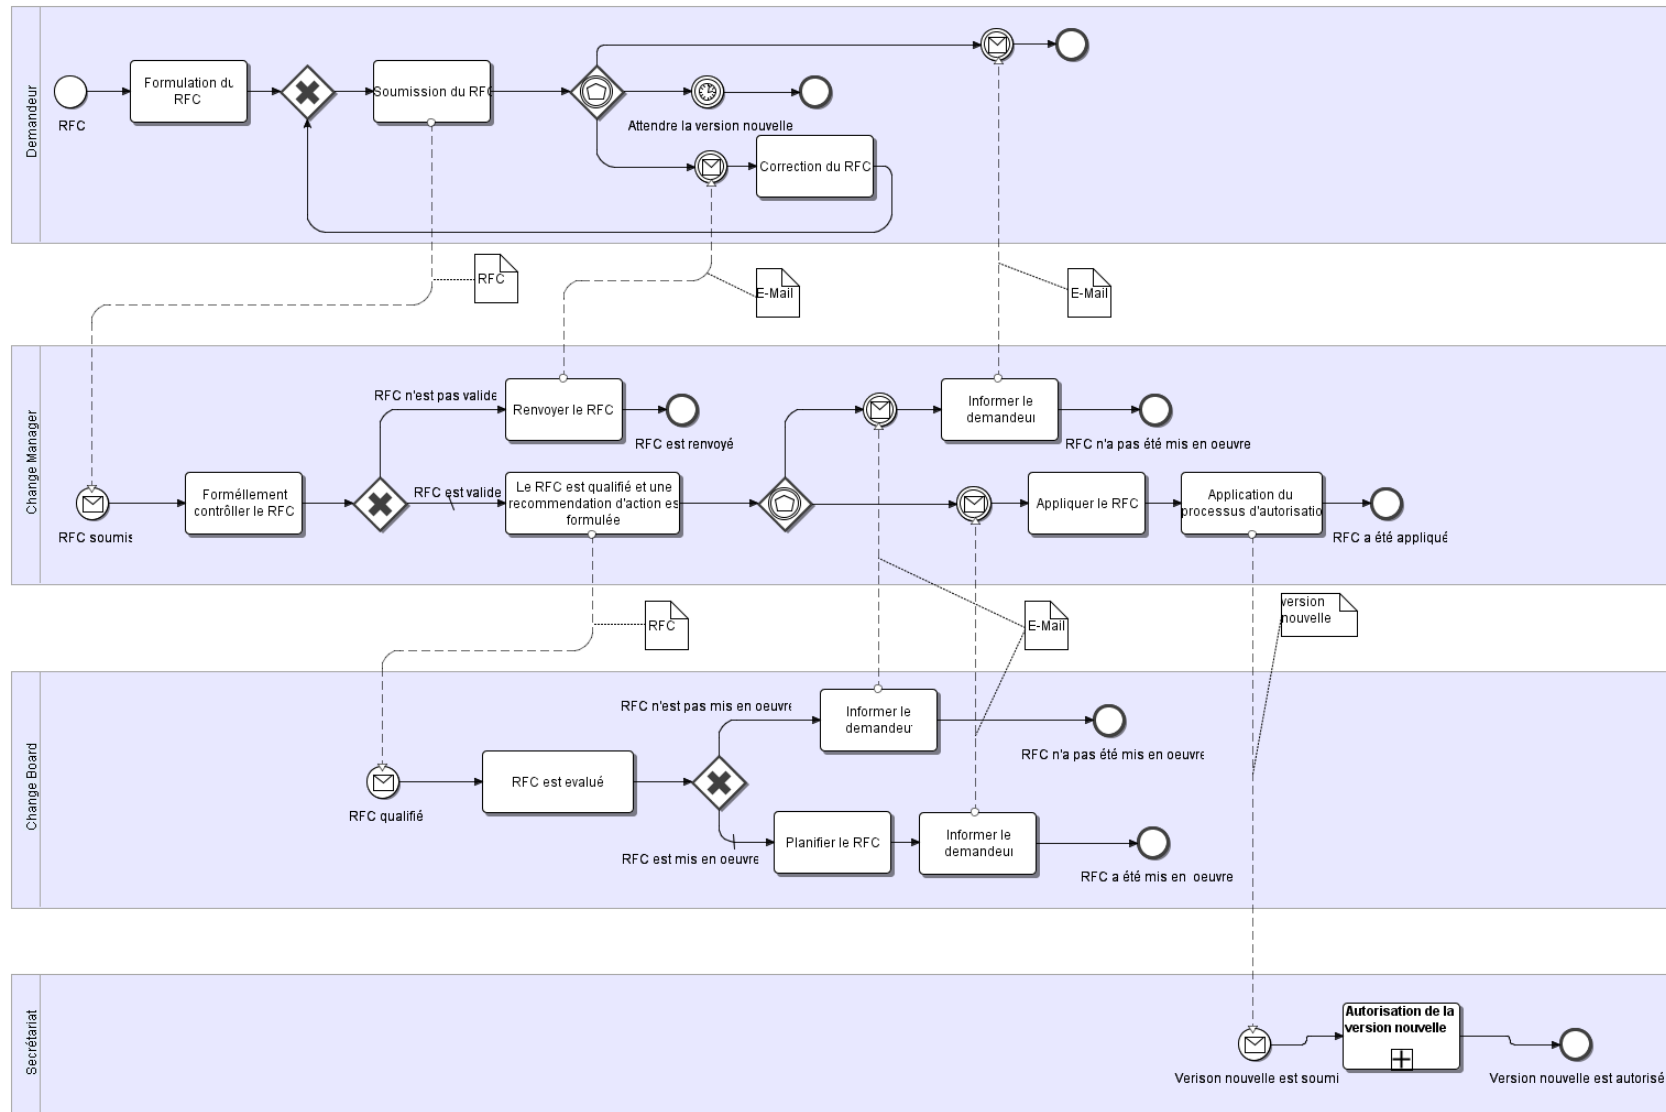 Demandeur
RFC
Formulation du
RFC
Soumission du RFC
Attendre la version nouvelle
Correction du RFC
RFC
E-Mail
E-Mail
Change Manager
RFC soumis
Forméllement
contrôller le RFC
RFC n'est pas valide
RFC est valide
Renvoyer le RFC
RFC est renvoyé
Le RFC est qualifié et une
recommendation d'action es
formulée
Informer le
demandeur
RFC n'a pas été mis en oeuvre
Appliquer le RFC
Application du
processus d'autorisatio
RFC a été appliqué
RFC
E-Mail
version
nouvelle
Change Board
RFC qualifié
RFC est evalué
RFC n'est pas mis en oeuvre
RFC est mis en oeuvre
Informer le
demandeur
RFC n'a pas été mis en oeuvre
Planifier le RFC
Informer le
demandeur
RFC a été mis en oeuvre
Secrétariat
Verison nouvelle est soumi
Autorisation de la
version nouvelle
Version nouvelle est autorisé